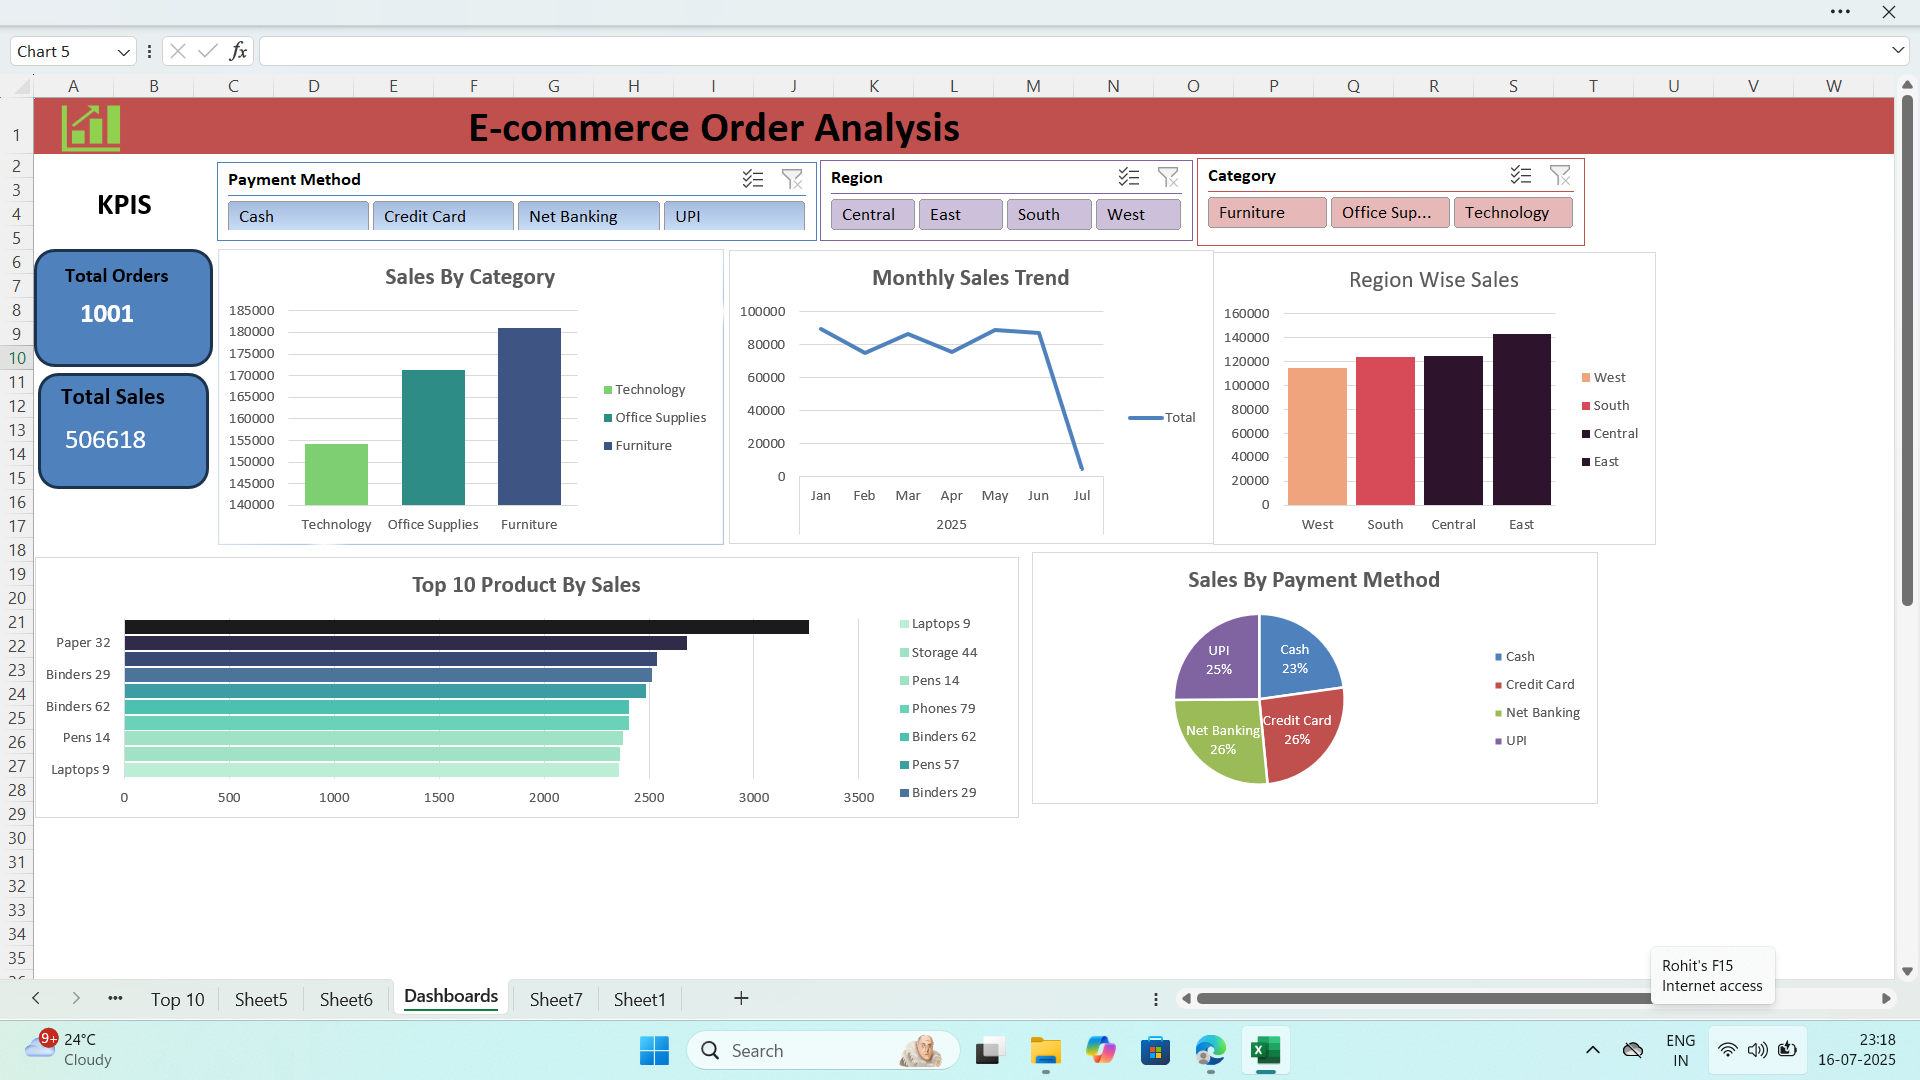 Chart 5
fx
A B C D E F G H I J K L M N O P Q R S T U V W
1
2
3
4
5
6
7
8
9
10
11
12
13
14
15
16
17
18
19
20
21
22
23
24
25
26
27
28
29
30
31
32
33
34
35
E-commerce Order Analysis
KPIS
Payment Method
Cash
Credit Card
Net Banking
UPI
Region
Central
East
South
West
Category
Furniture
Office Sup...
Technology
Total Orders
1001
Total Sales
506618
Sales By Category
185000
180000
175000
170000
165000
160000
155000
150000
145000
140000
Technology
Office Supplies
Furniture
Technology
Office Supplies
Furniture
Monthly Sales Trend
100000
80000
60000
40000
20000
0
Jan Feb Mar Apr May Jun Jul
2025
Total
Region Wise Sales
160000
140000
120000
100000
80000
60000
40000
20000
0
West South Central East
West
South
Central
East
Top 10 Product By Sales
Paper 32
Binders 29
Binders 62
Pens 14
Laptops 9
0 500 1000 1500 2000 2500 3000 3500
Laptops 9
Storage 44
Pens 14
Phones 79
Binders 62
Pens 57
Binders 29
Sales By Payment Method
UPI
25%
Cash
23%
Net Banking
26%
Credit Card
26%
Cash
Credit Card
Net Banking
UPI
Rohit's F15
Internet access
Top 10
Sheet5
Sheet6
Dashboards
Sheet7
Sheet1
9+
24°C
Cloudy
Search
ENG
IN
23:18
16-07-2025